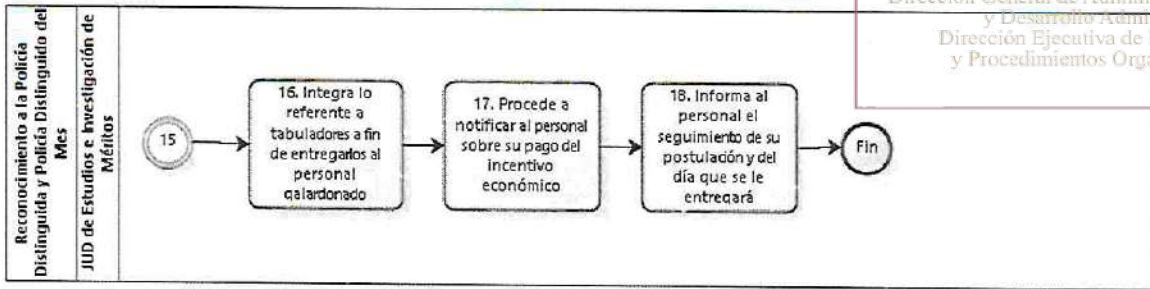 Dirección General de
y Desarrollo
Dirección Ejecutiva de
y Procedimientos
Reconocimiento a la Policía
Distinguida y Policía Distinguido del
Mes
JUD de Estudios e Investigación de
Méritos
15
16. Integra lo
referente a
tabuladores a fin
de entregarlos al
personal
galardonado
17. Procede a
notificar al personal
sobre su pago del
incentivo
económico
18. Informa al
personal el
seguimiento de su
postulación y del
día que se le
entregará
Fin